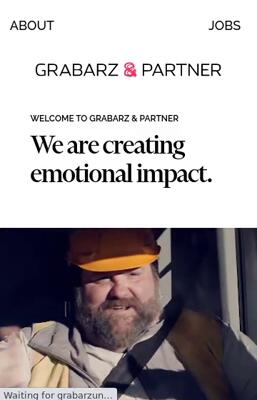 ABOUT JOBS
GRABARZ & PARTNER
WELCOME TO GRABARZ & PARTNER
We are creating
emotional impact.
Waiting for grabarzun...